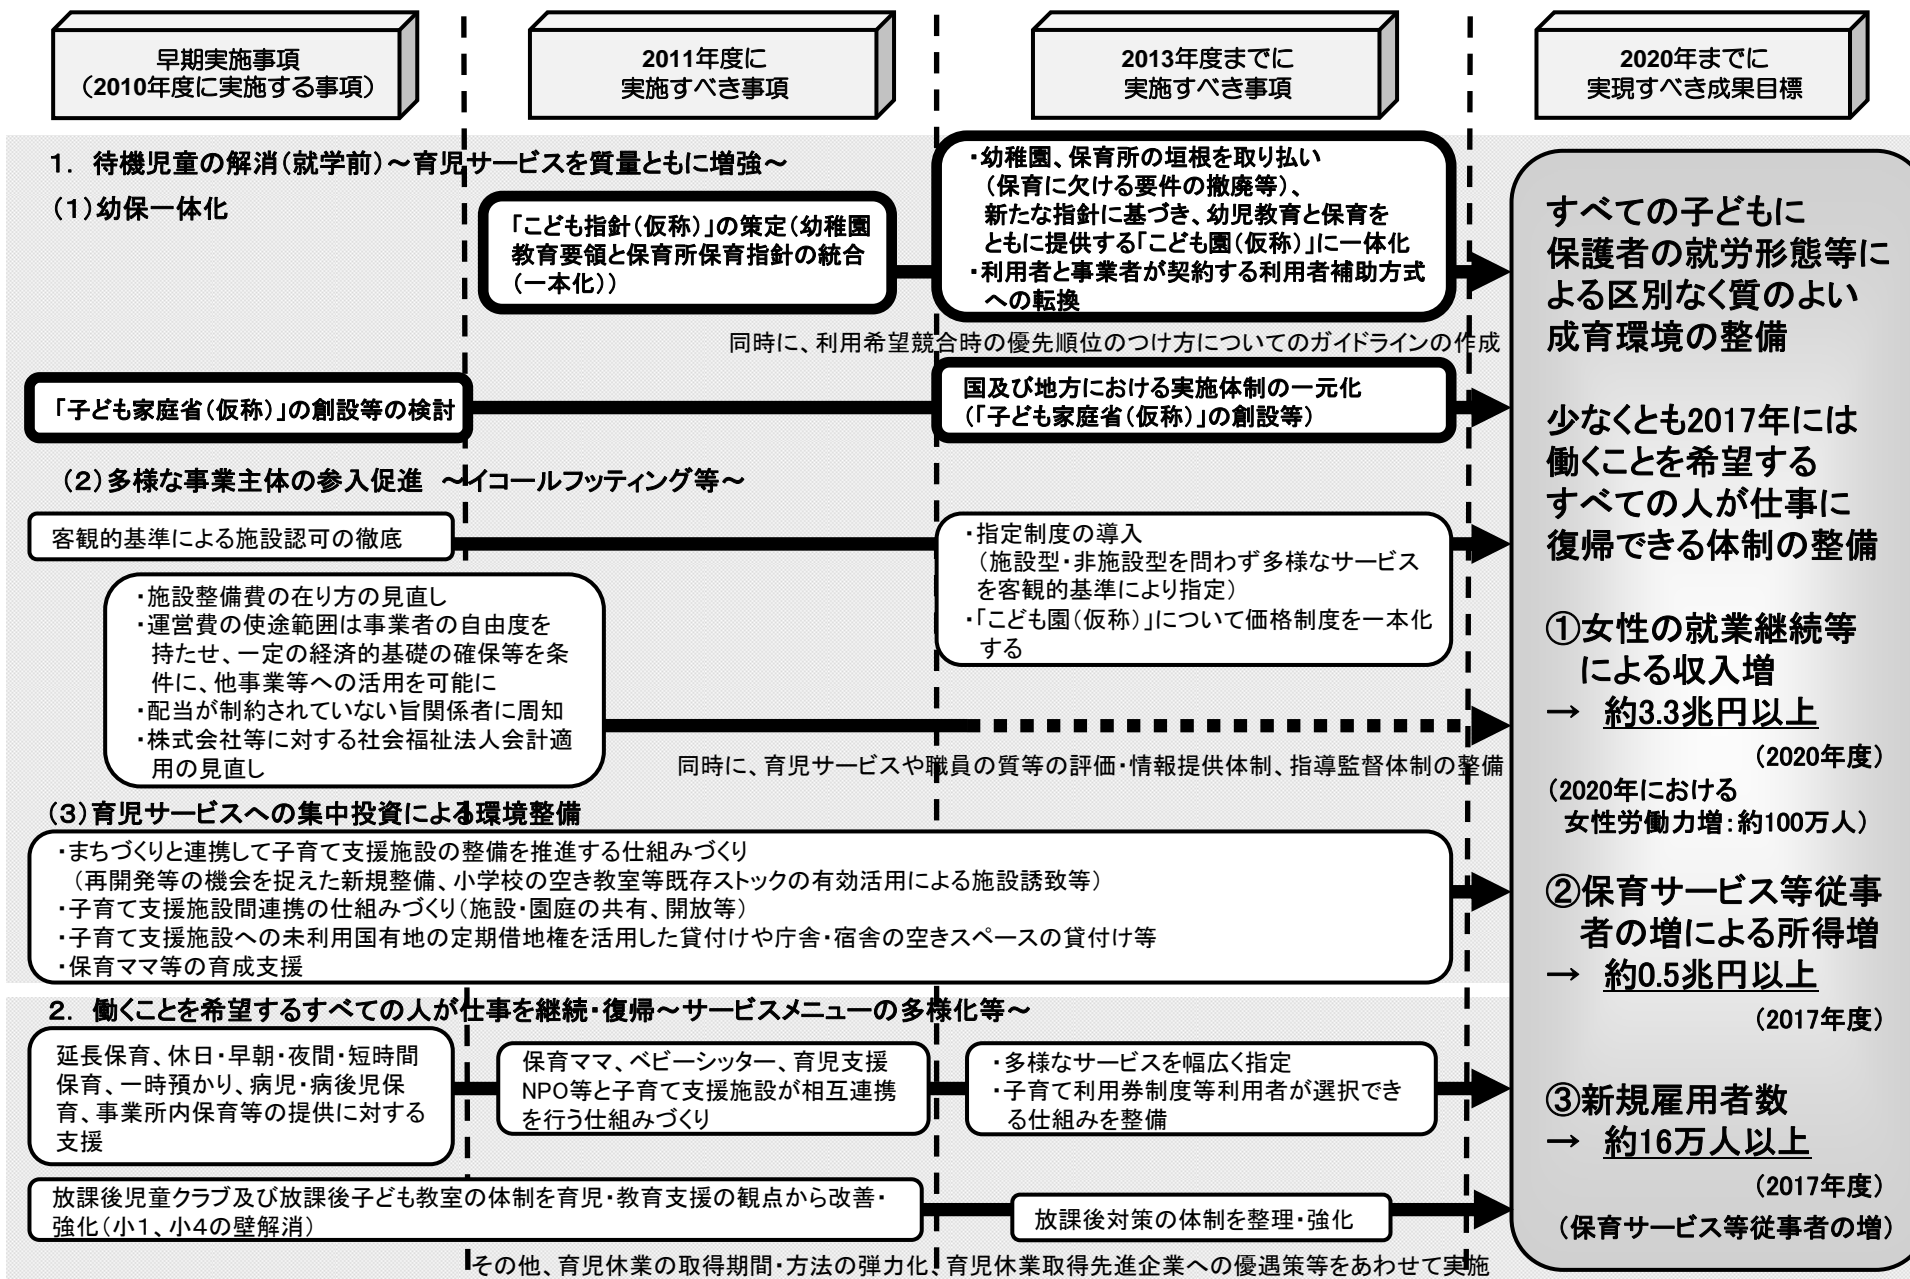 早期実施事項
（2010年度に実施する事項）
2011年度に
実施すべき事項
2013年度までに
実施すべき事項
2020年までに
実現すべき成果目標
１．待機児童の解消（就学前）～育児サービスを質量ともに増強～
（１）幼保一体化
「こども指針（仮称）」の策定（幼稚園
教育要領と保育所保育指針の統合
（一本化））
・幼稚園、保育所の垣根を取り払い
（保育に欠ける要件の撤廃等）、
新たな指針に基づき、幼児教育と保育を
ともに提供する「こども園（仮称）」に一体化
・利用者と事業者が契約する利用者補助方式
への転換
同時に、利用希望競合時の優先順位のつけ方についてのガイドラインの作成
「子ども家庭省（仮称）」の創設等の検討
国及び地方における実施体制の一元化
（「子ども家庭省（仮称）」の創設等）
（２）多様な事業主体の参入促進　～イコールフッティング等～
客観的基準による施設認可の徹底
・指定制度の導入
（施設型・非施設型を問わず多様なサービス
を客観的基準により指定）
・「こども園（仮称）」について価格制度を一本化
する
・施設整備費の在り方の見直し
・運営費の使途範囲は事業者の自由度を
持たせ、一定の経済的基礎の確保等を条
件に、他事業等への活用を可能に
・配当が制約されていない旨関係者に周知
・株式会社等に対する社会福祉法人会計適
用の見直し
同時に、育児サービスや職員の質等の評価・情報提供体制、指導監督体制の整備
（３）育児サービスへの集中投資による環境整備
・まちづくりと連携して子育て支援施設の整備を推進する仕組みづくり
（再開発等の機会を捉えた新規整備、小学校の空き教室等既存ストックの有効活用による施設誘致等）
・子育て支援施設間連携の仕組みづくり（施設・園庭の共有、開放等）
・子育て支援施設への未利用国有地の定期借地権を活用した貸付けや庁舎・宿舎の空きスペースの貸付け等
・保育ママ等の育成支援
２．働くことを希望するすべての人が仕事を継続・復帰～サービスメニューの多様化等～
延長保育、休日・早朝・夜間・短時間
保育、一時預かり、病児・病後児保
育、事業所内保育等の提供に対する
支援
保育ママ、ベビーシッター、育児支援
NPO等と子育て支援施設が相互連携
を行う仕組みづくり
・多様なサービスを幅広く指定
・子育て利用券制度等利用者が選択でき
る仕組みを整備
放課後児童クラブ及び放課後子ども教室の体制を育児・教育支援の観点から改善・
強化（小１、小４の壁解消）
放課後対策の体制を整理・強化
その他、育児休業の取得期間・方法の弾力化、育児休業取得先進企業への優遇策等をあわせて実施
すべての子どもに
保護者の就労形態等に
よる区別なく質のよい
成育環境の整備
少なくとも2017年には
働くことを希望する
すべての人が仕事に
復帰できる体制の整備
①女性の就業継続等
による収入増
→　約3.3兆円以上
（2020年度）
（2020年における
女性労働力増：約100万人）
②保育サービス等従事
者の増による所得増
→　約0.5兆円以上
（2017年度）
③新規雇用者数
→　約16万人以上
（2017年度）
（保育サービス等従事者の増）